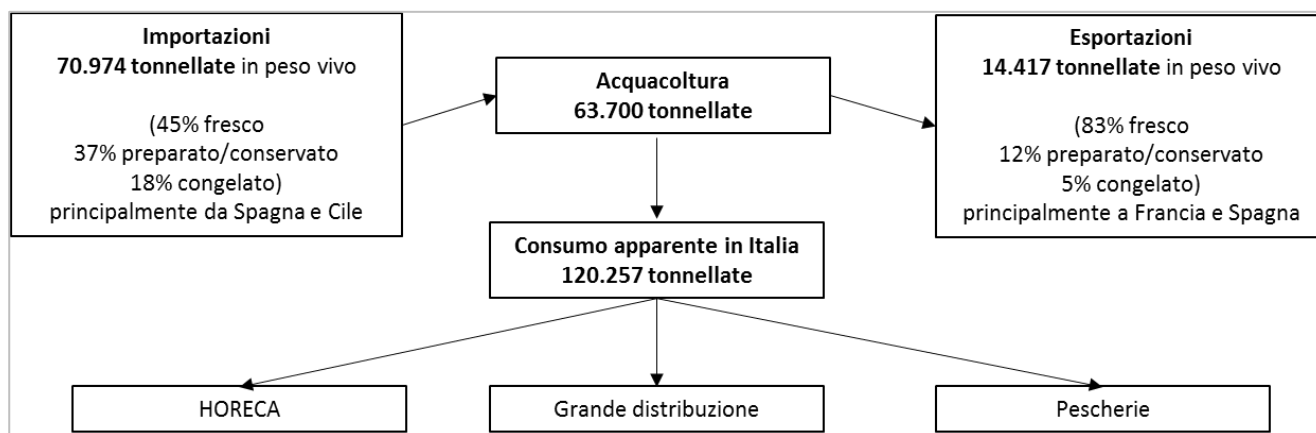 Importazioni
70.974 tonnellate in peso vivo
(45% fresco
37% preparato/conservato
18% congelato)
principalmente da Spagna e Cile
Acquacoltura
63.700 tonnellate
Esportazioni
14.417 tonnellate in peso vivo
(83% fresco
12% preparato/conservato
5% congelato)
principalmente a Francia e Spagna
Consumo apparente in Italia
120.257 tonnellate
HORECA
Grande distribuzione
Pescherie